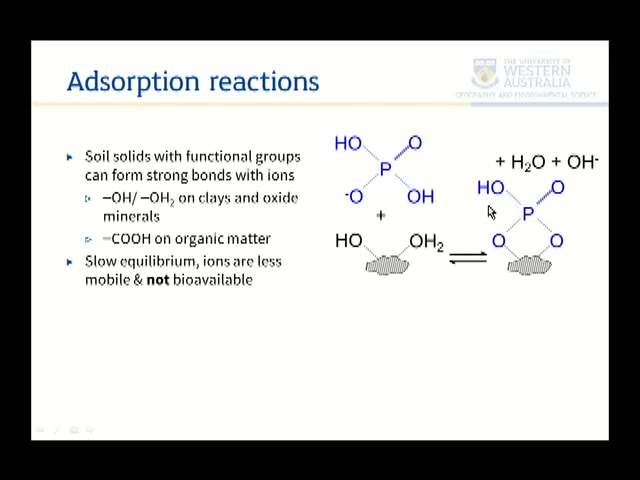 Adsorption reactions
THE UNIVERSITY OF
WESTERN
AUSTRALIA
GEOGRAPHY AND ENVIRONMENTAL SCIENCE
Soil solids with functional groups
can form strong bonds with ions
–OH/ –OH₂ on clays and oxide
minerals
–COOH on organic matter
Slow equilibrium, ions are less
mobile & not bioavailable
HO O
P
⁻O OH
+
HO OH₂
+ H₂O + OH⁻
HO O
P
O O